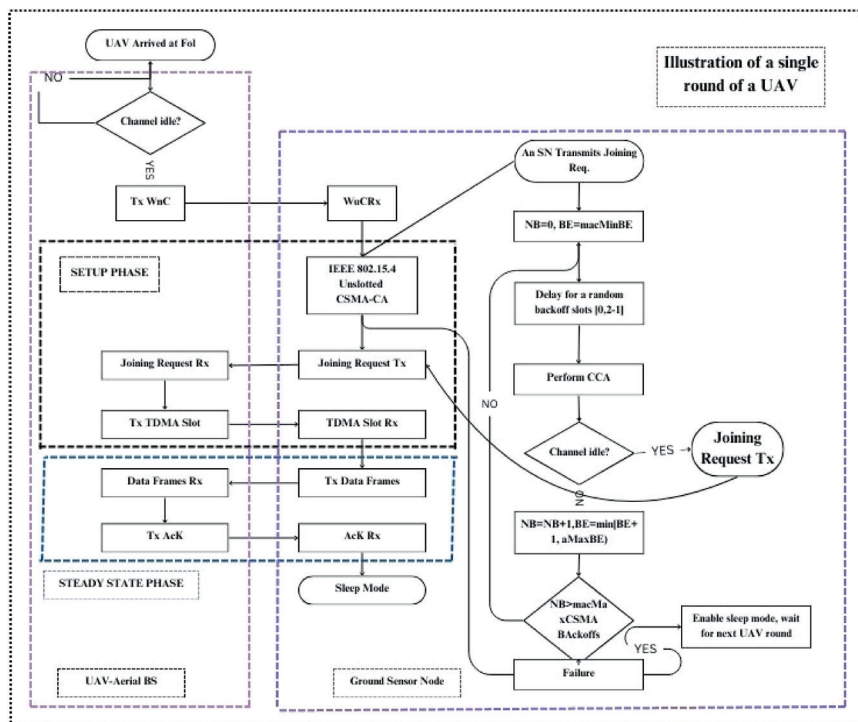 UAV Arrived at FoI
Illustration of a single
round of a UAV
NO
Channel idle?
YES
An SN Transmits Joining
Req.
Tx WnC
WuCRx
NB=0, BE=macMinBE
SETUP PHASE
IEEE 802.15.4
Unslotted
CSMA-CA
Delay for a random
backoff slots [0,2-1]
Joining Request Rx
Joining Request Tx
Perform CCA
NO
Tx TDMA Slot
TDMA Slot Rx
Channel idle?
YES
Joining
Request Tx
Data Frames Rx
Tx Data Frames
NO
NB=NB+1,BE=min[BE+
1, aMaxBE)
Tx AcK
AcK Rx
STEADY STATE PHASE
Sleep Mode
NB>macMa
xCSMA
BAckoffs
Enable sleep mode, wait
for next UAV round
YES
UAV-Aerial BS
Ground Sensor Node
Failure